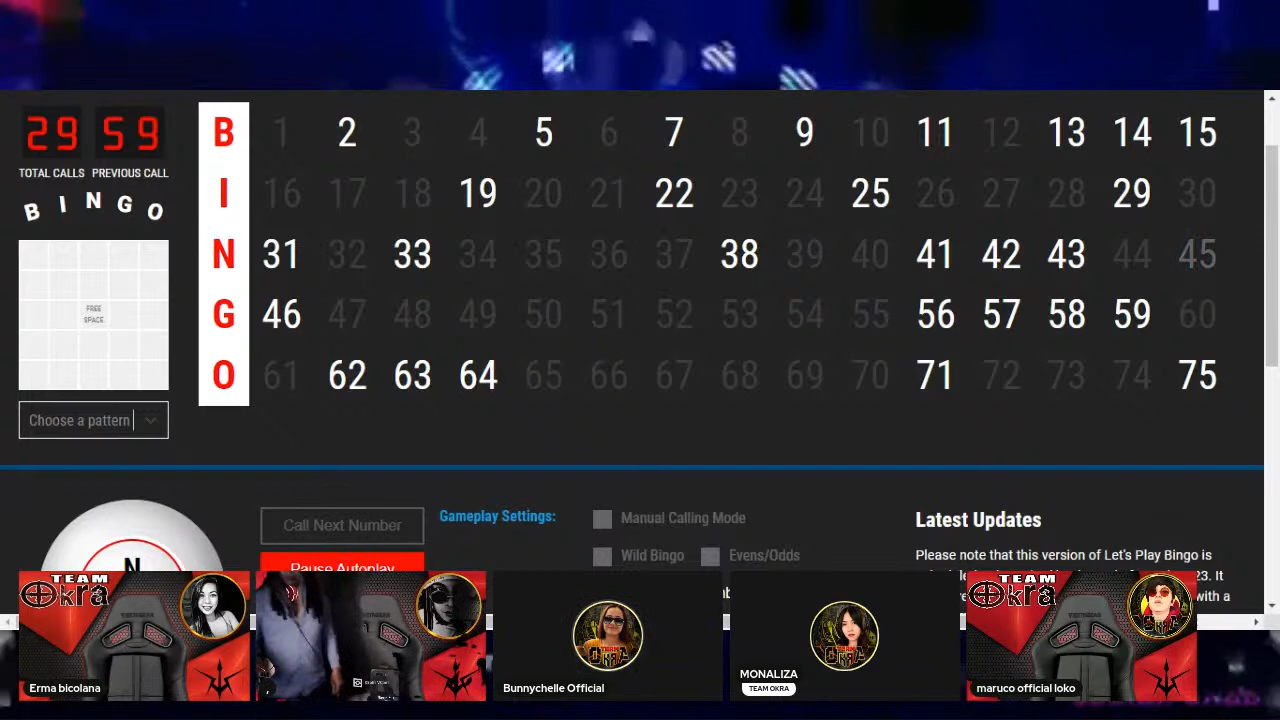 29 59
TOTAL CALLS PREVIOUS CALL
B I N G O
FREE
SPACE
Choose a pattern
B 1 2 3 4 5 6 7 8 9 10 11 12 13 14 15
I 16 17 18 19 20 21 22 23 24 25 26 27 28 29 30
N 31 32 33 34 35 36 37 38 39 40 41 42 43 44 45
G 46 47 48 49 50 51 52 53 54 55 56 57 58 59 60
O 61 62 63 64 65 66 67 68 69 70 71 72 73 74 75
N
Call Next Number
Pause Autoplay
Gameplay Settings:
Manual Calling Mode
Wild Bingo Evens/Odds
Latest Updates
Please note that this version of Let's Play Bingo is
23. It
with a
TEAM
Okra
Erma bicolana
Bunnychelle Official
MONALIZA
TEAM OKRA
TEAM
Okra
maruco official loko